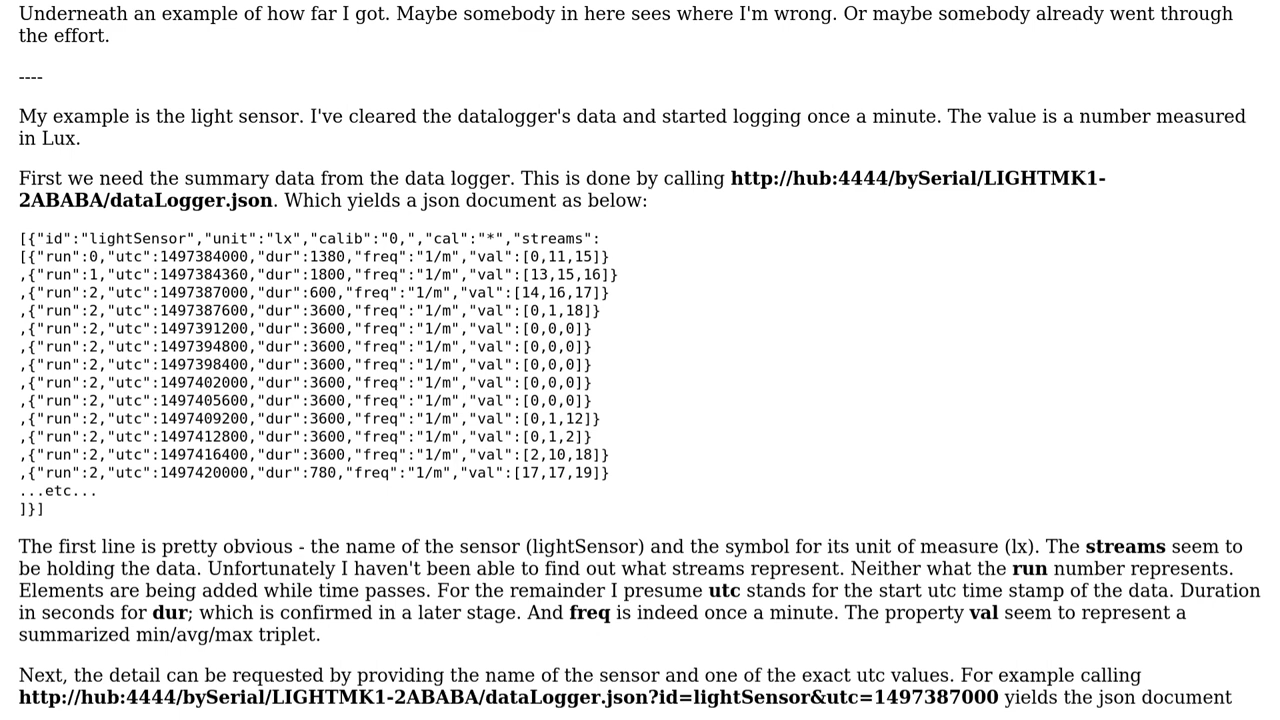 Underneath an example of how far I got. Maybe somebody in here sees where I'm wrong. Or maybe somebody already went through
the effort.
----
My example is the light sensor. I've cleared the datalogger's data and started logging once a minute. The value is a number measured
in Lux.
First we need the summary data from the data logger. This is done by calling http://hub:4444/bySerial/LIGHTMK1-
2ABABA/dataLogger.json. Which yields a json document as below:
[{"id":"lightSensor","unit":"lx","calib":"0,","cal":"*","streams":
[{"run":0,"utc":1497384000,"dur":1380,"freq":"1/m","val":[0,11,15]}
,{"run":1,"utc":1497384360,"dur":1800,"freq":"1/m","val":[13,15,16]}
,{"run":2,"utc":1497387000,"dur":600,"freq":"1/m","val":[14,16,17]}
,{"run":2,"utc":1497387600,"dur":3600,"freq":"1/m","val":[0,1,18]}
,{"run":2,"utc":1497391200,"dur":3600,"freq":"1/m","val":[0,0,0]}
,{"run":2,"utc":1497394800,"dur":3600,"freq":"1/m","val":[0,0,0]}
,{"run":2,"utc":1497398400,"dur":3600,"freq":"1/m","val":[0,0,0]}
,{"run":2,"utc":1497402000,"dur":3600,"freq":"1/m","val":[0,0,0]}
,{"run":2,"utc":1497405600,"dur":3600,"freq":"1/m","val":[0,0,0]}
,{"run":2,"utc":1497409200,"dur":3600,"freq":"1/m","val":[0,1,12]}
,{"run":2,"utc":1497412800,"dur":3600,"freq":"1/m","val":[0,1,2]}
,{"run":2,"utc":1497416400,"dur":3600,"freq":"1/m","val":[2,10,18]}
,{"run":2,"utc":1497420000,"dur":780,"freq":"1/m","val":[17,17,19]}
...etc...
]}]
The first line is pretty obvious - the name of the sensor (lightSensor) and the symbol for its unit of measure (lx). The streams seem to
be holding the data. Unfortunately I haven't been able to find out what streams represent. Neither what the run number represents.
Elements are being added while time passes. For the remainder I presume utc stands for the start utc time stamp of the data. Duration
in seconds for dur; which is confirmed in a later stage. And freq is indeed once a minute. The property val seem to represent a
summarized min/avg/max triplet.
Next, the detail can be requested by providing the name of the sensor and one of the exact utc values. For example calling
http://hub:4444/bySerial/LIGHTMK1-2ABABA/dataLogger.json?id=lightSensor&utc=1497387000 yields the json document